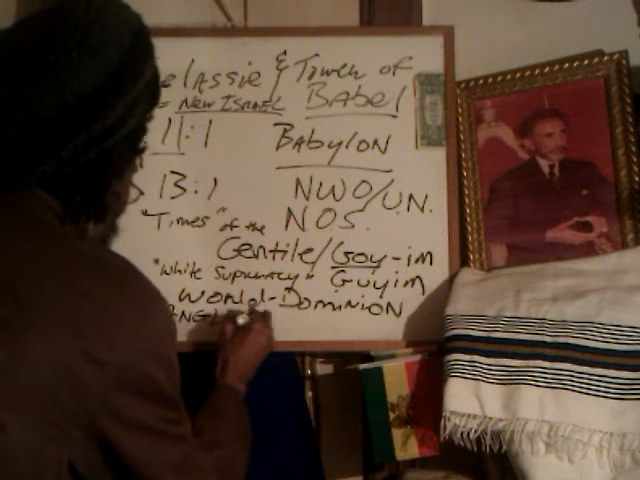 elassie & Tower of
= New ISRAEL BABEl
11:1 BAbylON
13:1 NWO/U.N.
"Times" of the N.O.S.
Gentile/Goy-im
"White Supremacy" Guyim
WORld-DOMINION